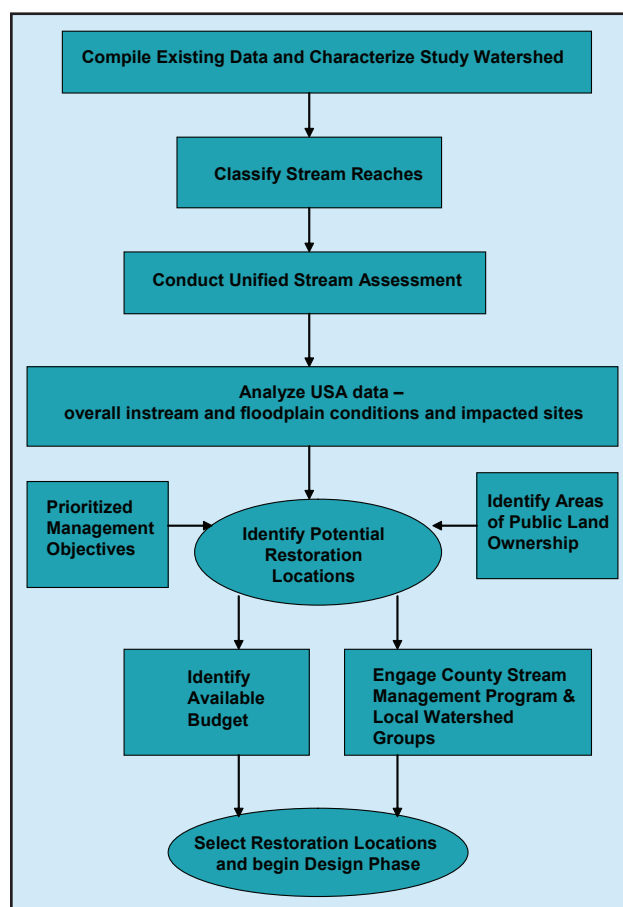 Compile Existing Data and Characterize Study Watershed
Classify Stream Reaches
Conduct Unified Stream Assessment
Analyze USA data –
overall instream and floodplain conditions and impacted sites
Prioritized
Management
Objectives
Identify Potential
Restoration
Locations
Identify Areas
of Public Land
Ownership
Identify
Available
Budget
Engage County Stream
Management Program &
Local Watershed
Groups
Select Restoration Locations
and begin Design Phase